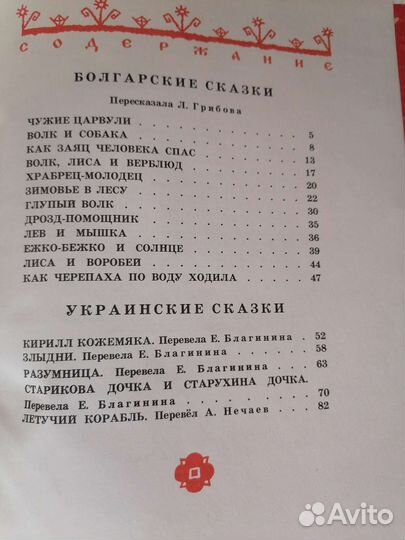 СОДЕРЖАНИЕ
БОЛГАРСКИЕ СКАЗКИ
Пересказала Л. Грибова
ЧУЖИЕ ЦАРВУЛИ . . . . . . . . . . 5
ВОЛК И СОБАКА . . . . . . . . . . 8
КАК ЗАЯЦ ЧЕЛОВЕКА СПАС . . . . . . . 13
ВОЛК, ЛИСА И ВЕРБЛЮД . . . . . . . 17
ХРАБРЕЦ-МОЛОДЕЦ . . . . . . . . . 20
ЗИМОВЬЕ В ЛЕСУ . . . . . . . . . . 22
ГЛУПЫЙ ВОЛК . . . . . . . . . . . 30
ДРОЗД-ПОМОЩНИК . . . . . . . . . 35
ЛЕВ И МЫШКА . . . . . . . . . . . 36
ЕЖКО-БЕЖКО И СОЛНЦЕ . . . . . . . 39
ЛИСА И ВОРОБЕЙ . . . . . . . . . . 44
КАК ЧЕРЕПАХА ПО ВОДУ ХОДИЛА . . . . 47
УКРАИНСКИЕ СКАЗКИ
КИРИЛЛ КОЖЕМЯКА. Перевела Е. Благинина . 52
ЗЛЫДНИ. Перевела Е. Благинина . . . . . 58
РАЗУМНИЦА. Перевела Е. Благинина . . . . 63
СТАРИКОВА ДОЧКА И СТАРУХИНА ДОЧКА.
Перевела Е. Благинина . . . . . . . . 70
ЛЕТУЧИЙ КОРАБЛЬ. Перевёл А. Нечаев . . . 82
Avito